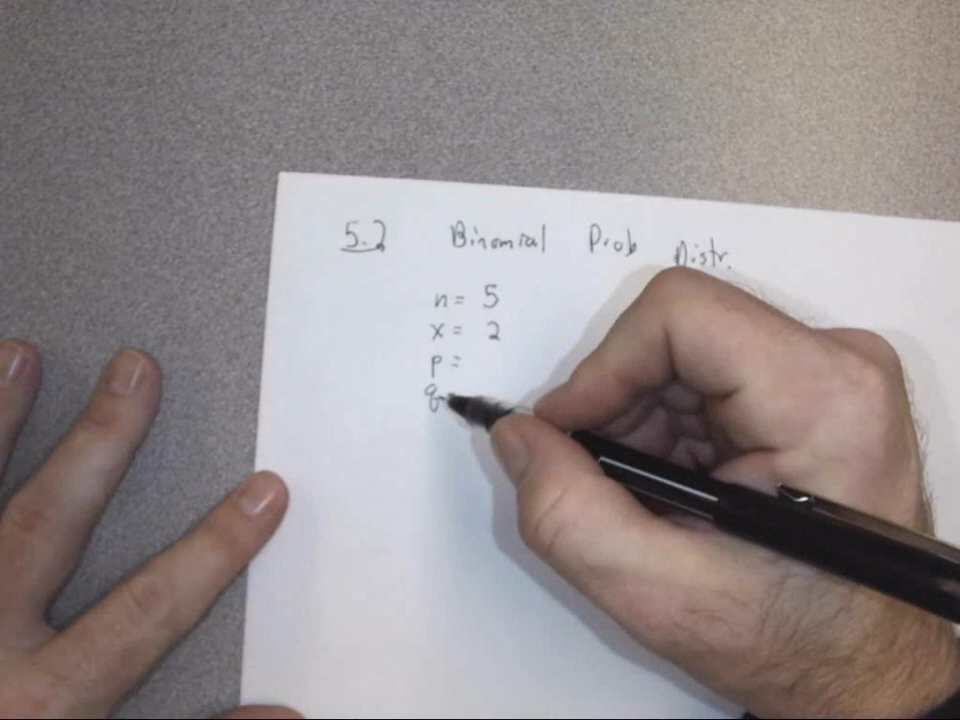 5.2 Binomial Prob Distr.
n = 5
x = 2
p =
q